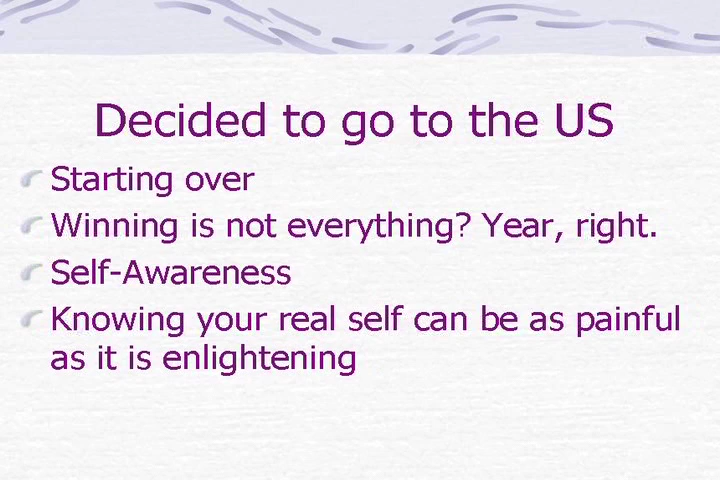 Decided to go to the US
Starting over
Winning is not everything? Year, right.
Self-Awareness
Knowing your real self can be as painful
as it is enlightening